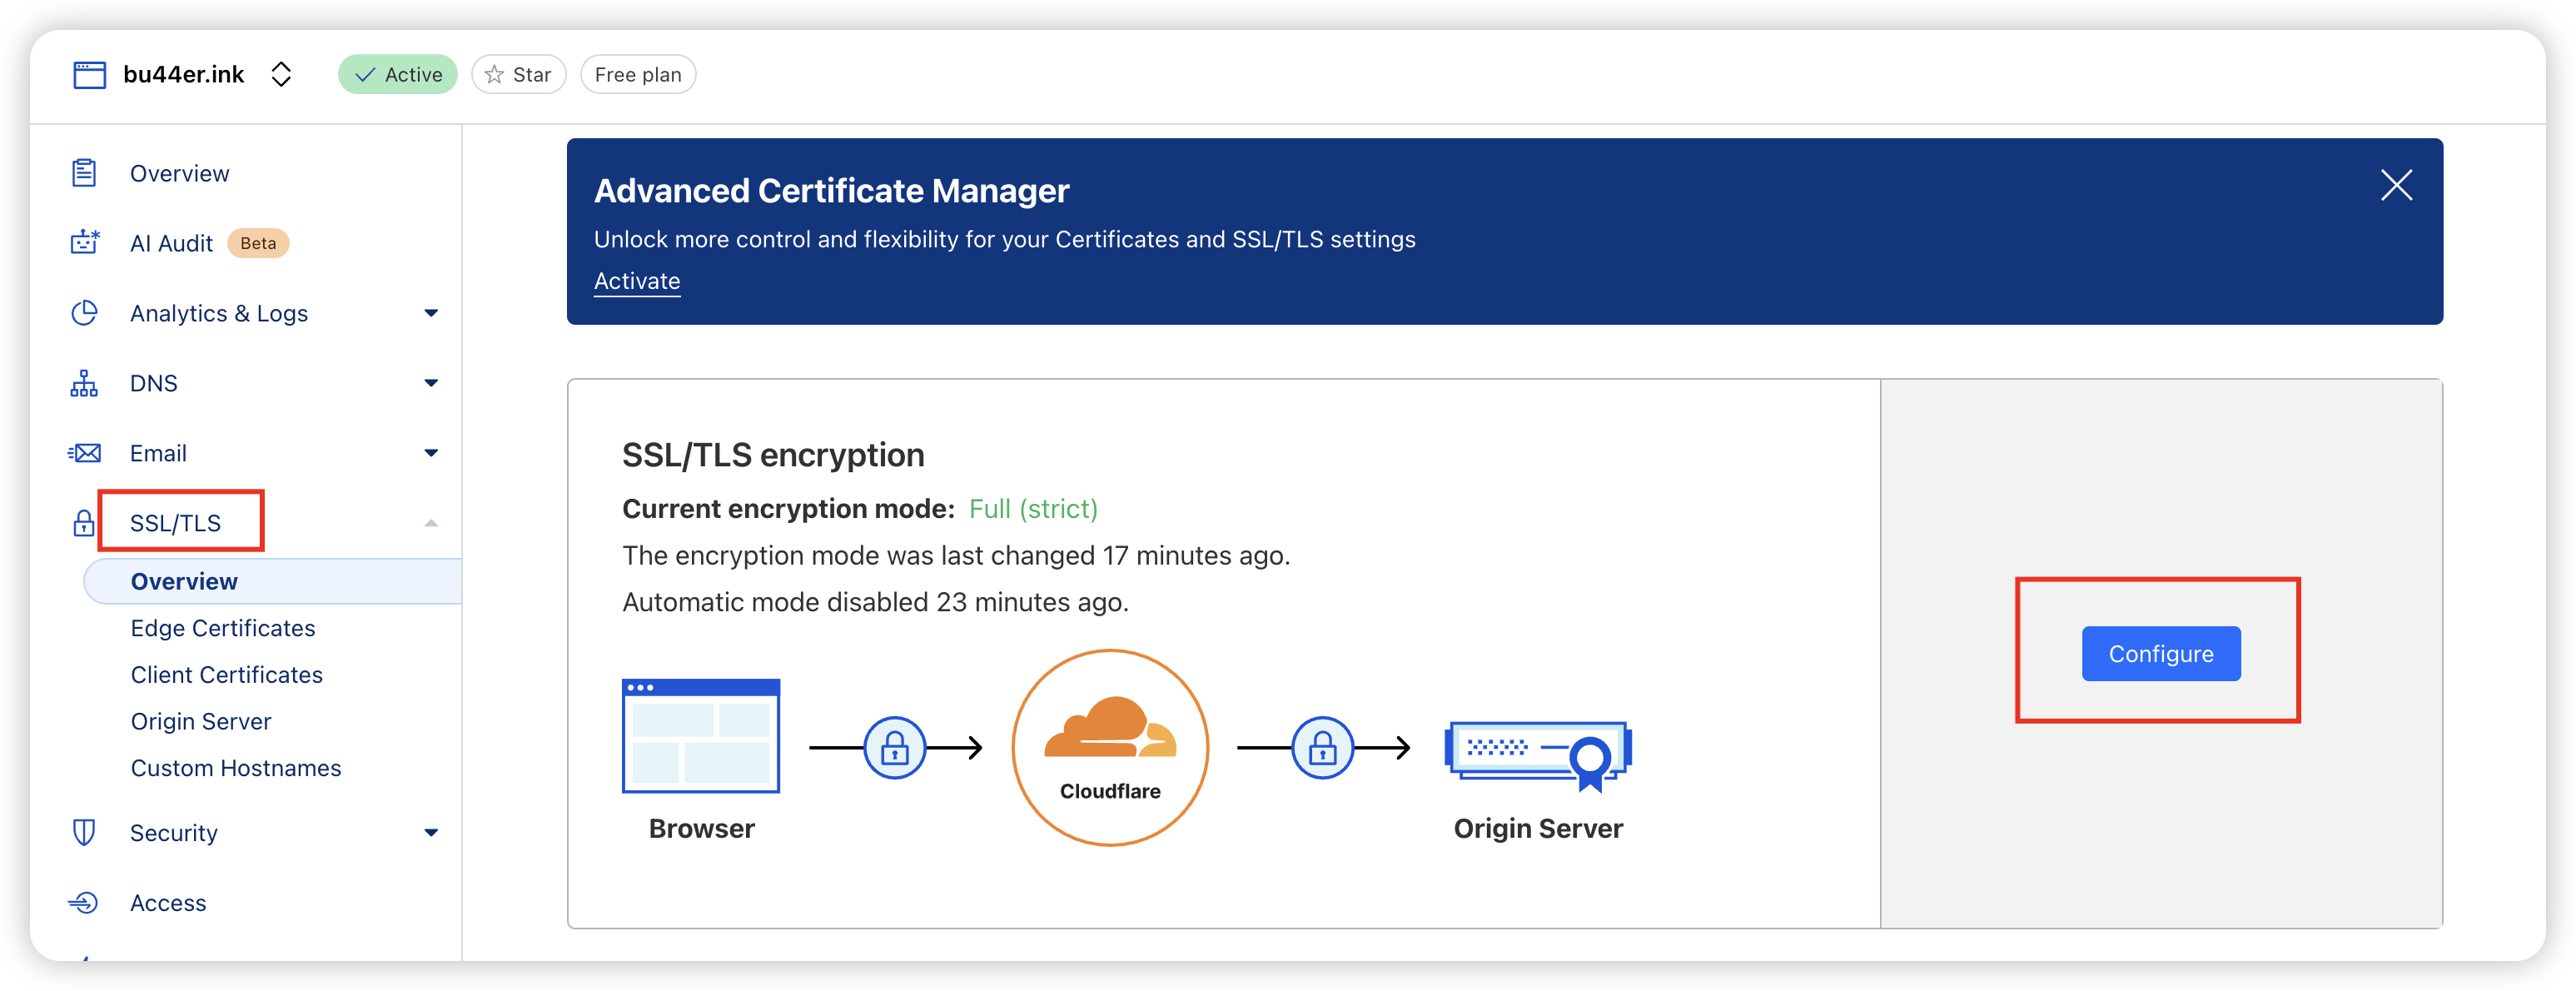 bu44er.ink
Active
Star
Free plan
Overview
AI Audit Beta
Analytics & Logs
DNS
Email
SSL/TLS
Overview
Edge Certificates
Client Certificates
Origin Server
Custom Hostnames
Security
Access
Advanced Certificate Manager
Unlock more control and flexibility for your Certificates and SSL/TLS settings
Activate
SSL/TLS encryption
Current encryption mode: Full (strict)
The encryption mode was last changed 17 minutes ago.
Automatic mode disabled 23 minutes ago.
Browser
Cloudflare
Origin Server
Configure